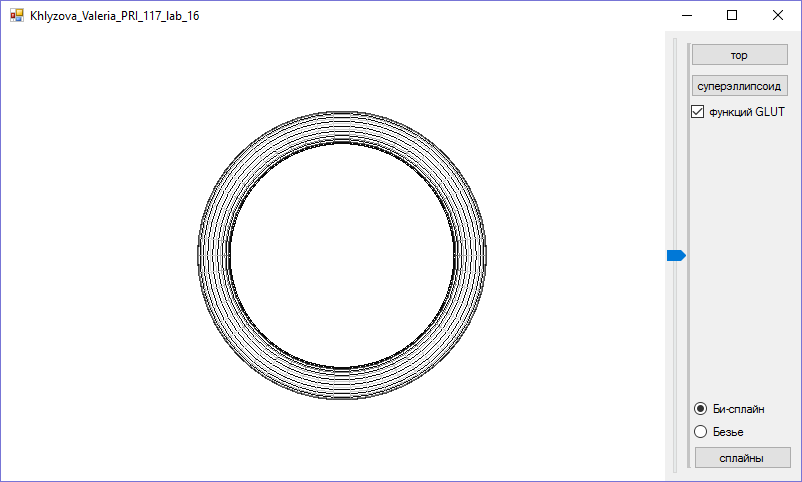 Khlyzova_Valeria_PRI_117_lab_16
тор
суперэллипсоид
функций GLUT
Би-сплайн
Безье
сплайны